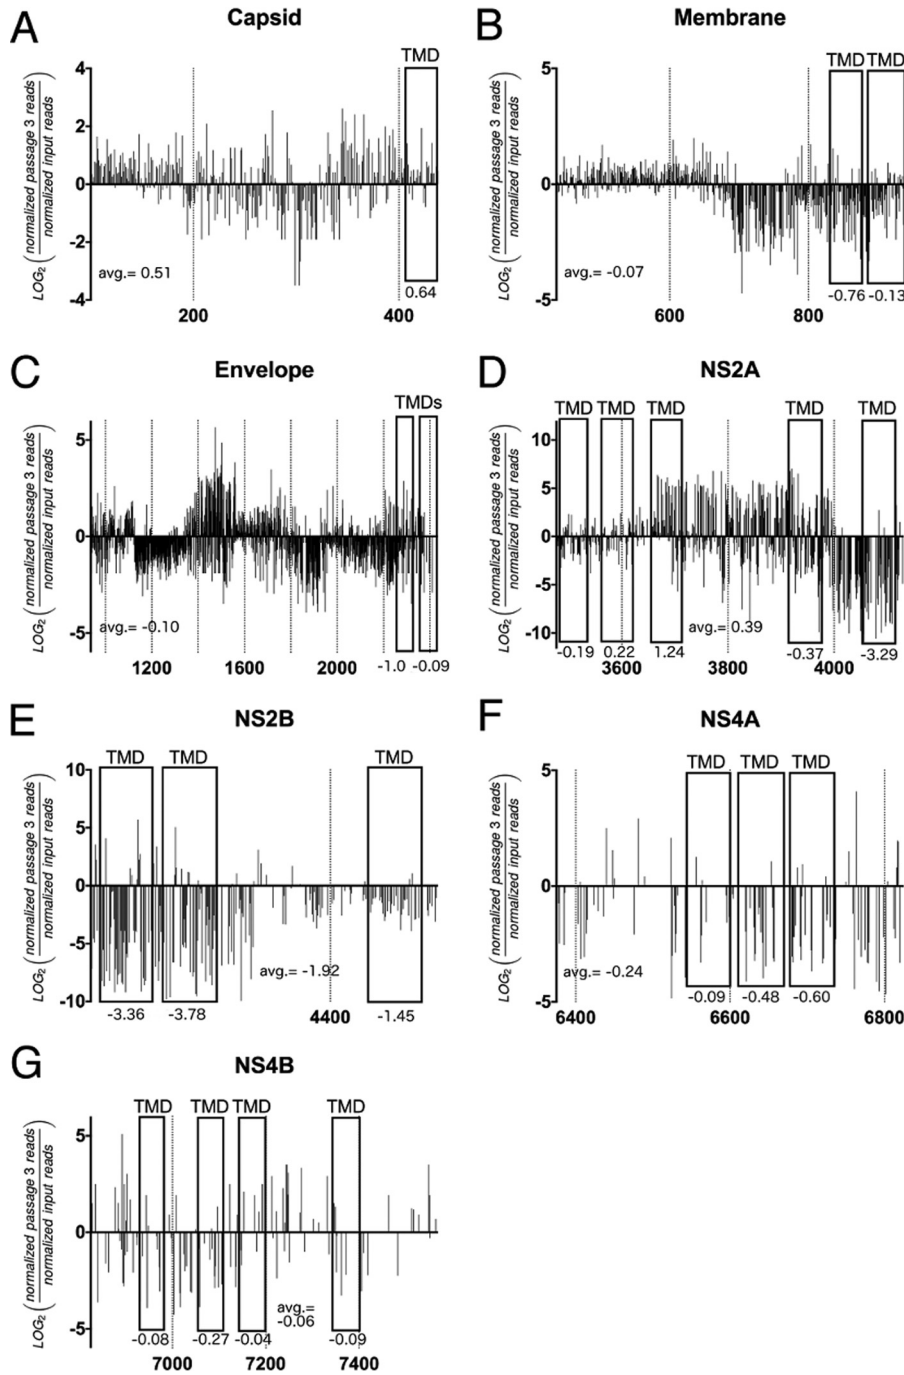 A
Capsid
TMD
LOG2 (normalized passage 3 reads / normalized input reads)
4
2
0
-2
-4
avg.= 0.51
0.64
200
400
B
Membrane
TMD
TMD
LOG2 (normalized passage 3 reads / normalized input reads)
5
0
-5
avg.= -0.07
-0.76
-0.13
600
800
C
Envelope
TMDs
LOG2 (normalized passage 3 reads / normalized input reads)
5
0
-5
avg.= -0.10
-1.0
-0.09
1200
1600
2000
D
NS2A
TMD
TMD
TMD
TMD
TMD
LOG2 (normalized passage 3 reads / normalized input reads)
10
5
0
-5
-10
avg.= 0.39
-0.19
0.22
1.24
-0.37
-3.29
3600
3800
4000
E
NS2B
TMD
TMD
TMD
LOG2 (normalized passage 3 reads / normalized input reads)
10
5
0
-5
-10
avg.= -1.92
-3.36
-3.78
-1.45
4400
F
NS4A
TMD
TMD
TMD
LOG2 (normalized passage 3 reads / normalized input reads)
5
0
-5
avg.= -0.24
-0.09
-0.48
-0.60
6400
6600
6800
G
NS4B
TMD
TMD
TMD
TMD
LOG2 (normalized passage 3 reads / normalized input reads)
5
0
-5
avg.=
-0.06
-0.08
-0.27
-0.04
-0.09
7000
7200
7400